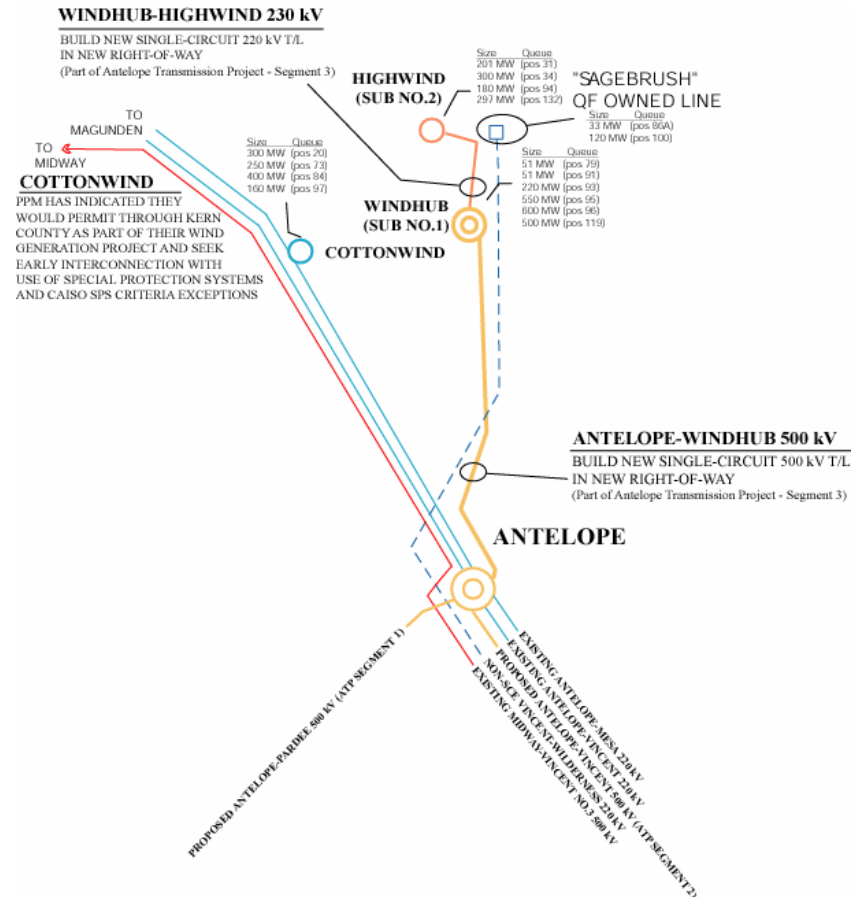 WINDHUB-HIGHWIND 230 kV
BUILD NEW SINGLE-CIRCUIT 220 kV T/L
IN NEW RIGHT-OF-WAY
(Part of Antelope Transmission Project - Segment 3)
HIGHWIND
(SUB NO.2)
Size Queue
201 MW (pos 31)
300 MW (pos 34)
180 MW (pos 94)
297 MW (pos 132)
"SAGEBRUSH"
QF OWNED LINE
Size Queue
33 MW (pos 86A)
120 MW (pos 100)
TO
MAGUNDEN
TO
MIDWAY
Size Queue
300 MW (pos 20)
250 MW (pos 73)
400 MW (pos 84)
160 MW (pos 97)
Size Queue
51 MW (pos 79)
51 MW (pos 91)
220 MW (pos 93)
550 MW (pos 95)
600 MW (pos 96)
500 MW (pos 119)
COTTONWIND
PPM HAS INDICATED THEY
WOULD PERMIT THROUGH KERN
COUNTY AS PART OF THEIR WIND
GENERATION PROJECT AND SEEK
EARLY INTERCONNECTION WITH
USE OF SPECIAL PROTECTION SYSTEMS
AND CAISO SPS CRITERIA EXCEPTIONS
WINDHUB
(SUB NO.1)
COTTONWIND
ANTELOPE-WINDHUB 500 kV
BUILD NEW SINGLE-CIRCUIT 500 kV T/L
IN NEW RIGHT-OF-WAY
(Part of Antelope Transmission Project - Segment 3)
ANTELOPE
PROPOSED ANTELOPE-PARDEE 500 kV (ATP SEGMENT 1)
EXISTING ANTELOPE-MESA 220 kV
EXISTING ANTELOPE-VINCENT 220 kV
PROPOSED ANTELOPE-VINCENT 500 kV (ATP SEGMENT 2)
NON-SCE VINCENT-WILDERNESS 220 kV
EXISTING MIDWAY-VINCENT NO.3 500 kV